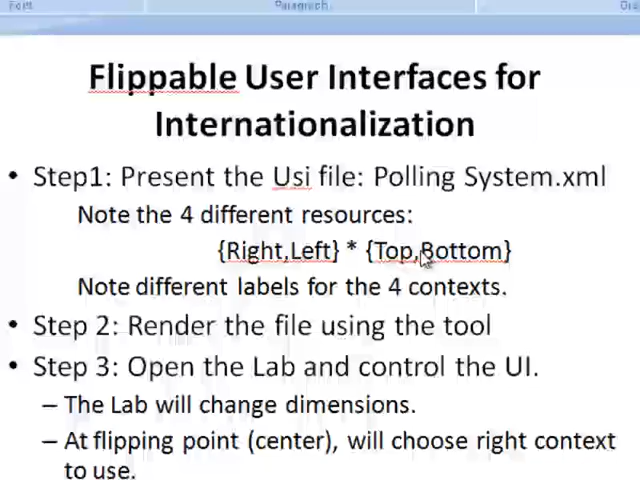 Font Paragraph
Flippable User Interfaces for
Internationalization
• Step1: Present the Usi file: Polling System.xml
Note the 4 different resources:
{Right,Left} * {Top,Bottom}
Note different labels for the 4 contexts.
• Step 2: Render the file using the tool
• Step 3: Open the Lab and control the UI.
– The Lab will change dimensions.
– At flipping point (center), will choose right context
to use.